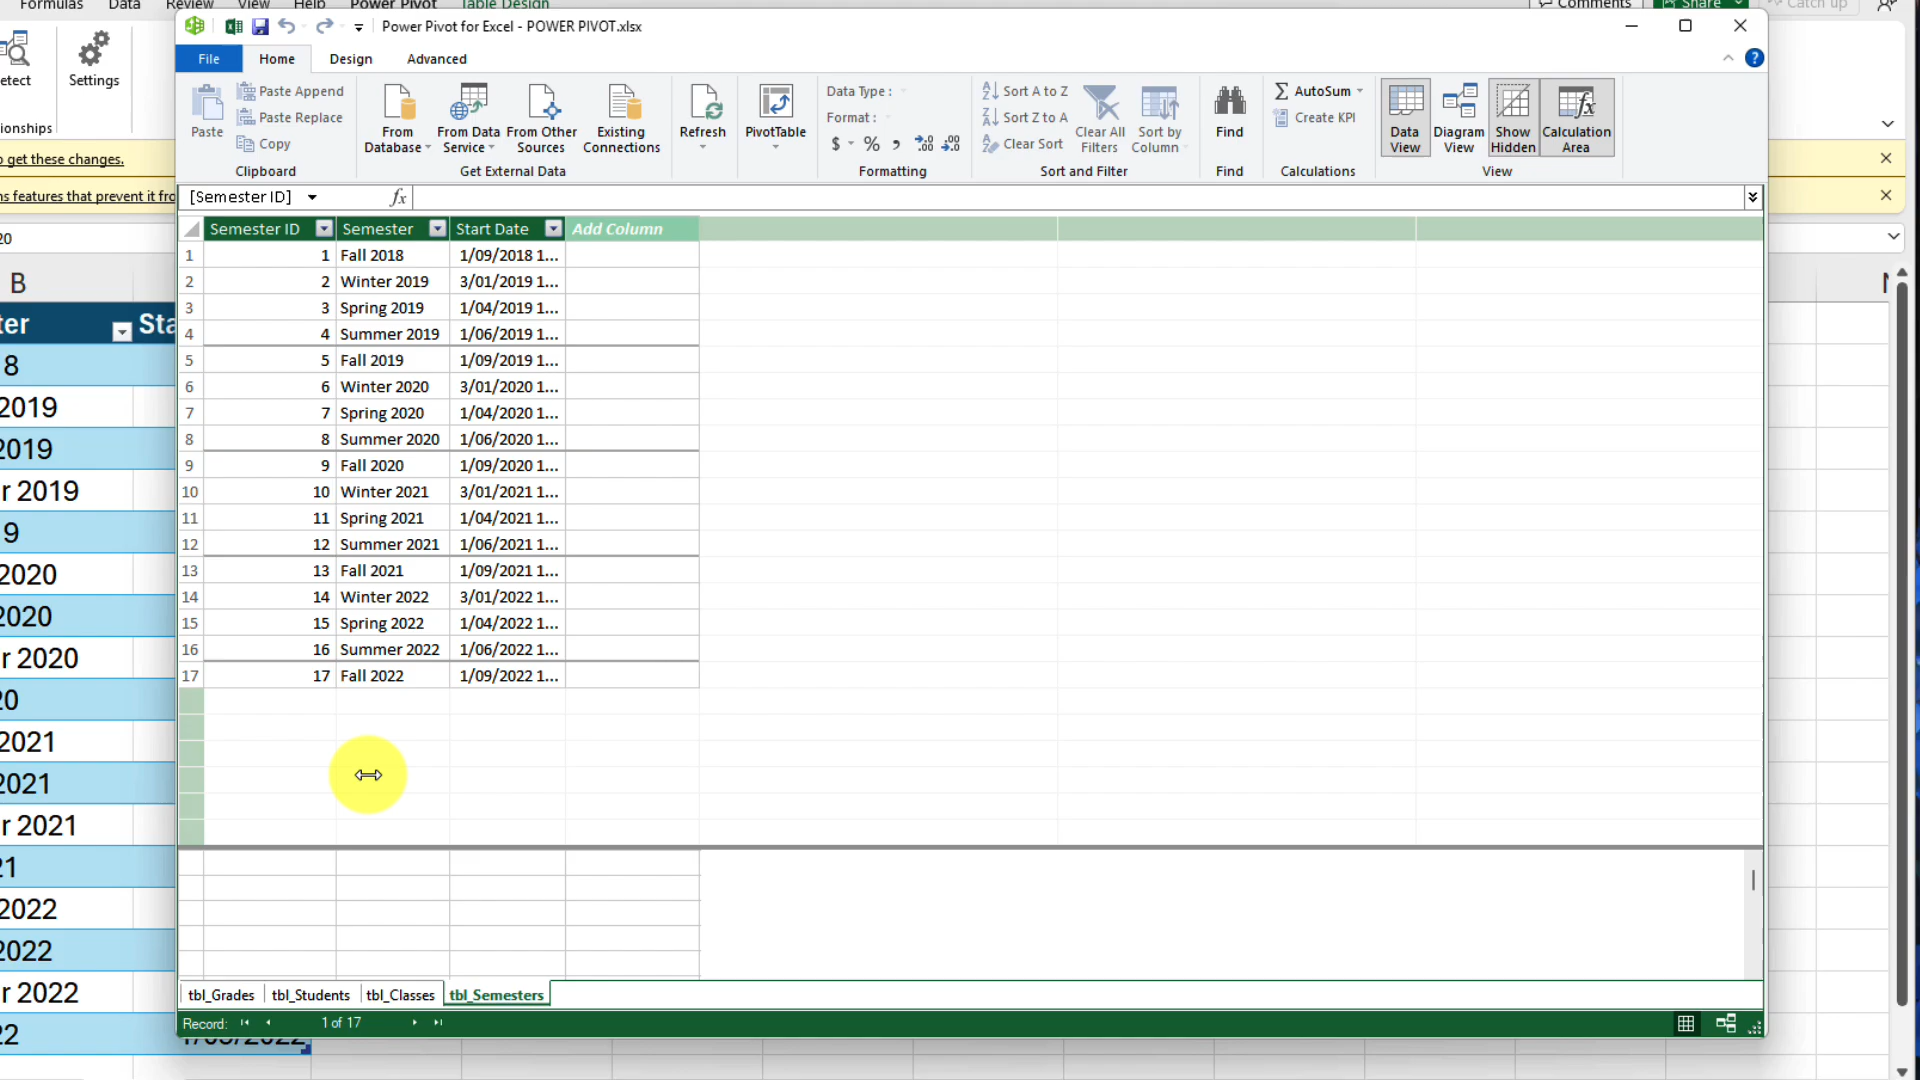 Formulas Data Review View Help Power Pivot Table Design Comments Share Catch up
Power Pivot for Excel - POWER PIVOT.xlsx
File Home Design Advanced
Settings
Paste
Paste Append
Paste Replace
Copy
Clipboard
From Database
From Data Service
From Other Sources
Existing Connections
Get External Data
Refresh
PivotTable
Data Type :
Format :
$ % ,
Formatting
Sort A to Z
Sort Z to A
Clear Sort
Clear All Filters
Sort by Column
Sort and Filter
Find
Find
AutoSum
Create KPI
Calculations
Data View
Diagram View
Show Hidden
Calculation Area
View
to get these changes.
[Semester ID] fx
20
B
Semester ID Semester Start Date Add Column
1 1 Fall 2018 1/09/2018 1...
2 2 Winter 2019 3/01/2019 1...
3 3 Spring 2019 1/04/2019 1...
4 4 Summer 2019 1/06/2019 1...
5 5 Fall 2019 1/09/2019 1...
6 6 Winter 2020 3/01/2020 1...
7 7 Spring 2020 1/04/2020 1...
8 8 Summer 2020 1/06/2020 1...
9 9 Fall 2020 1/09/2020 1...
10 10 Winter 2021 3/01/2021 1...
11 11 Spring 2021 1/04/2021 1...
12 12 Summer 2021 1/06/2021 1...
13 13 Fall 2021 1/09/2021 1...
14 14 Winter 2022 3/01/2022 1...
15 15 Spring 2022 1/04/2022 1...
16 16 Summer 2022 1/06/2022 1...
17 17 Fall 2022 1/09/2022 1...
ter Sta
8
2019
2019
r 2019
9
2020
2020
r 2020
20
2021
2021
r 2021
21
2022
2022
r 2022
22
tbl_Grades tbl_Students tbl_Classes tbl_Semesters
Record: 1 of 17